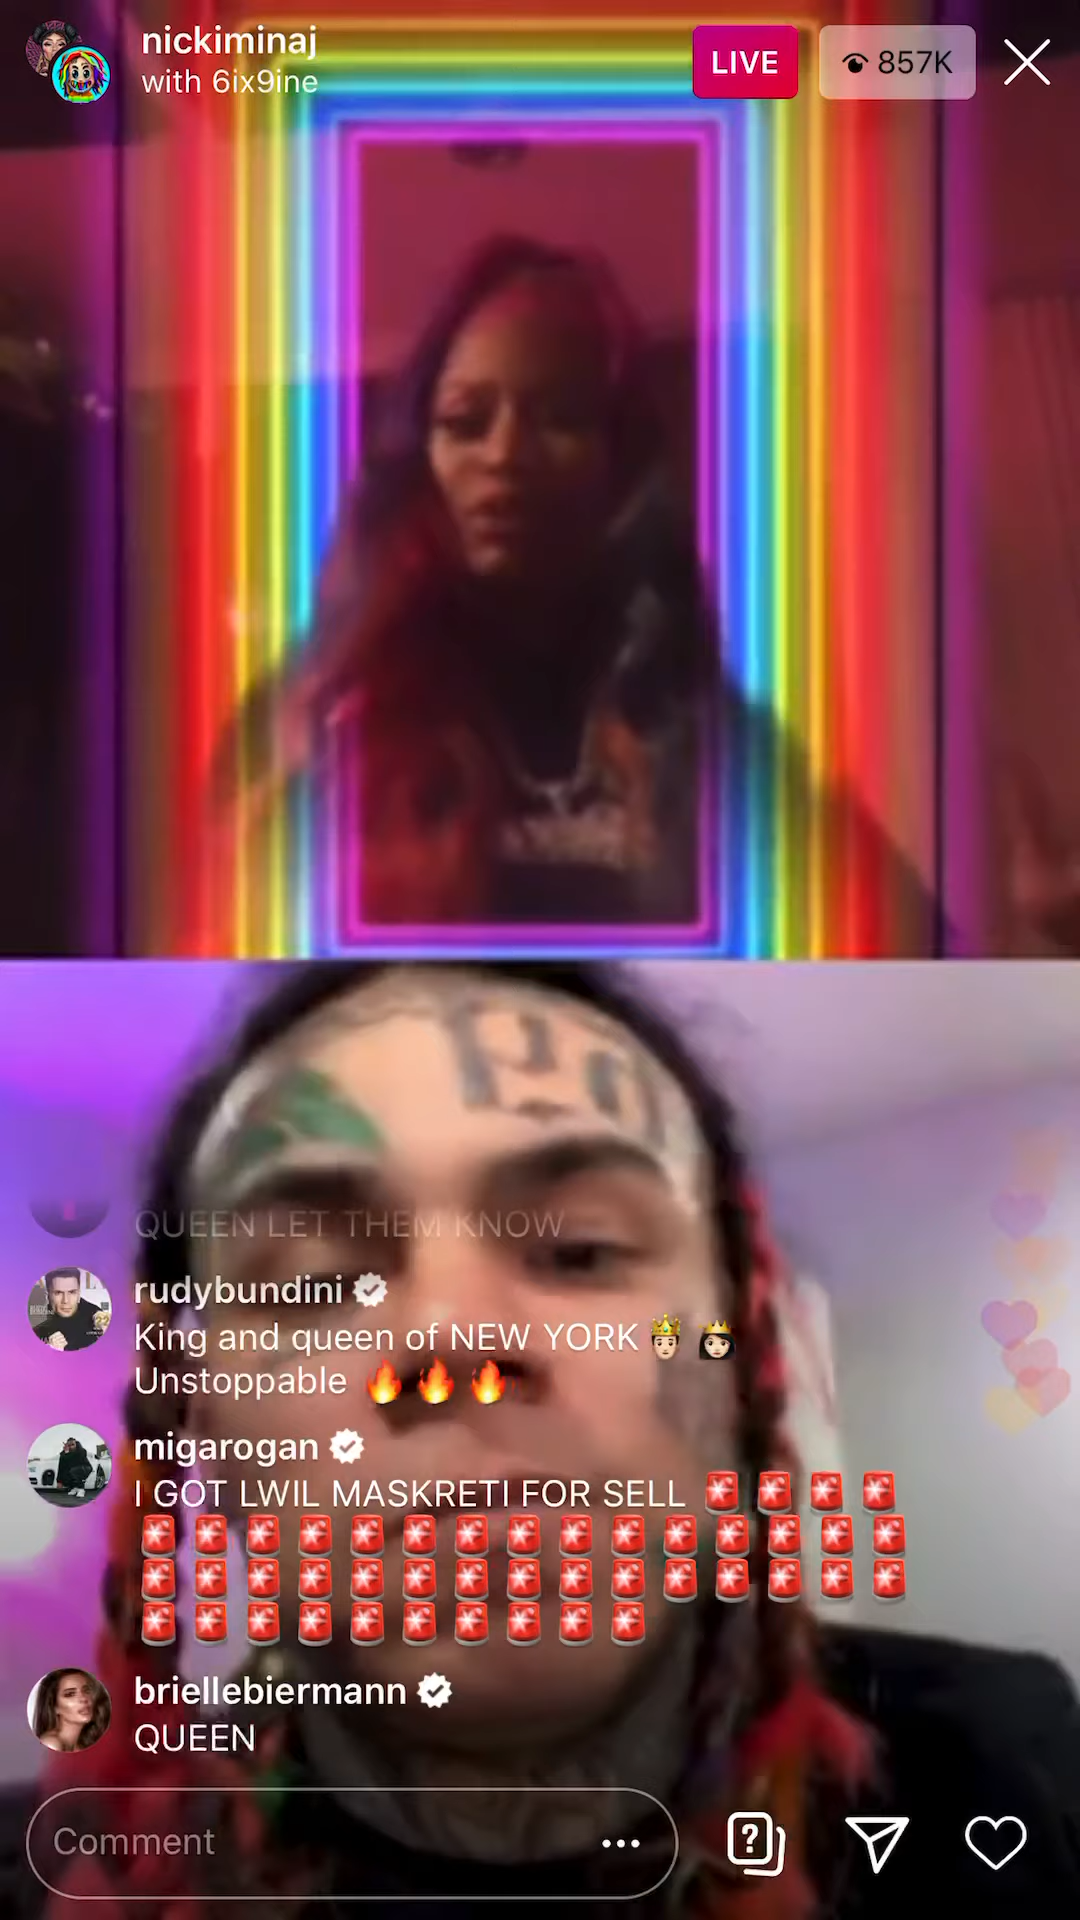 nickiminaj
with 6ix9ine
LIVE
857K
QUEEN LET THEM KNOW
rudybundini
King and queen of NEW YORK 🤴🏻 👸🏻
Unstoppable 🔥 🔥 🔥
migarogan
I GOT LWIL MASKRETI FOR SELL 🚨 🚨 🚨 🚨
🚨 🚨 🚨 🚨 🚨 🚨 🚨 🚨 🚨 🚨 🚨 🚨 🚨 🚨 🚨
🚨 🚨 🚨 🚨 🚨 🚨 🚨 🚨 🚨 🚨 🚨 🚨 🚨 🚨 🚨
🚨 🚨 🚨 🚨 🚨 🚨 🚨 🚨 🚨 🚨
briellebiermann
QUEEN
Comment